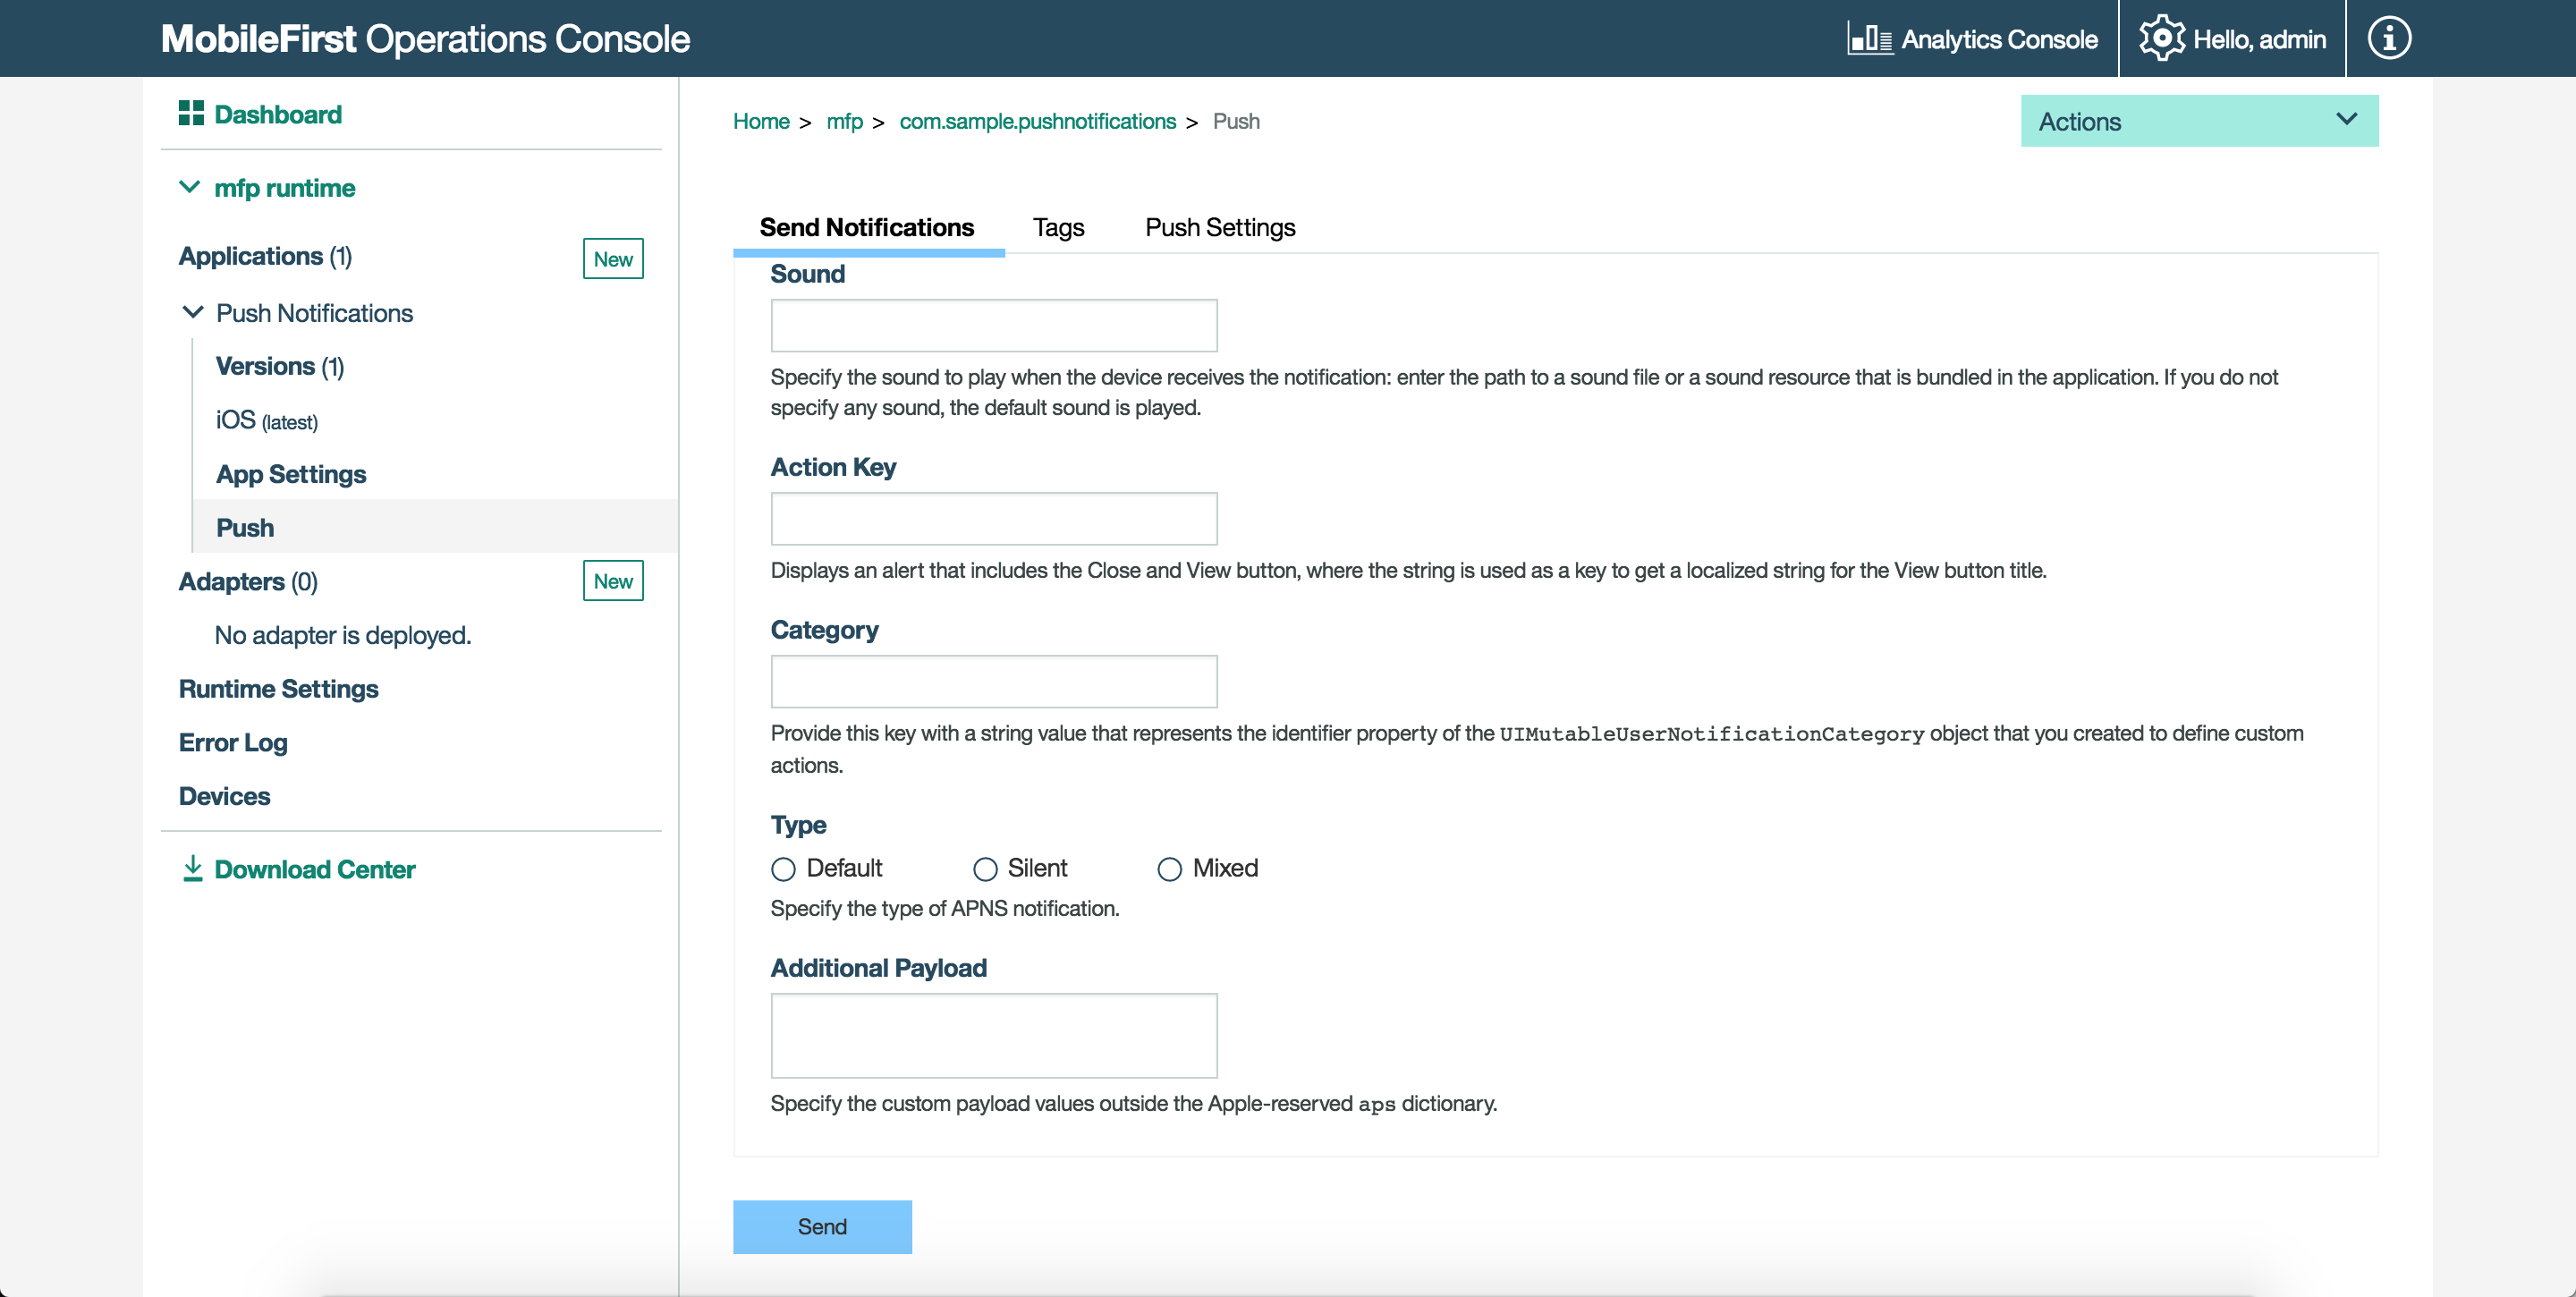 MobileFirst Operations Console
Analytics Console
Hello, admin
Dashboard
mfp runtime
Applications (1)
New
Push Notifications
Versions (1)
iOS (latest)
App Settings
Push
Adapters (0)
New
No adapter is deployed.
Runtime Settings
Error Log
Devices
Download Center
Home > mfp > com.sample.pushnotifications > Push
Actions
Send Notifications
Tags
Push Settings
Sound
Specify the sound to play when the device receives the notification: enter the path to a sound file or a sound resource that is bundled in the application. If you do not
specify any sound, the default sound is played.
Action Key
Displays an alert that includes the Close and View button, where the string is used as a key to get a localized string for the View button title.
Category
Provide this key with a string value that represents the identifier property of the UIMutableUserNotificationCategory object that you created to define custom
actions.
Type
Default
Silent
Mixed
Specify the type of APNS notification.
Additional Payload
Specify the custom payload values outside the Apple-reserved aps dictionary.
Send